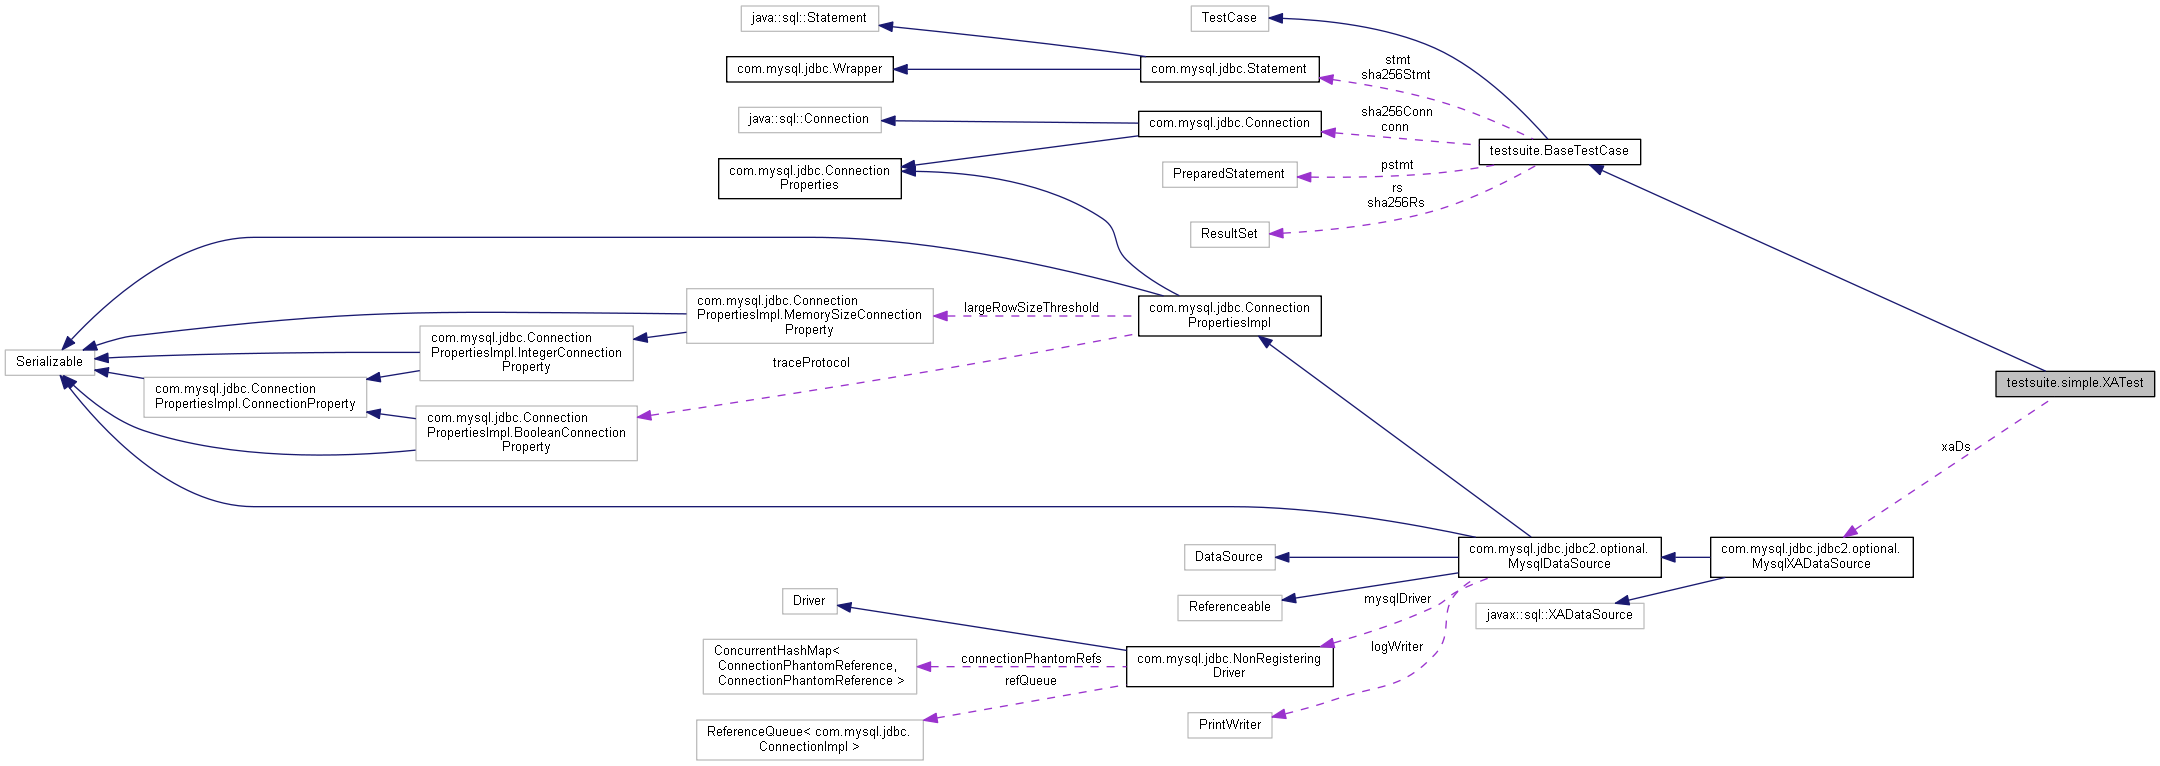 java::sql::Statement
TestCase
com.mysql.jdbc.Wrapper
com.mysql.jdbc.Statement
stmt
sha256Stmt
java::sql::Connection
com.mysql.jdbc.Connection
sha256Conn
conn
testsuite.BaseTestCase
com.mysql.jdbc.Connection
Properties
PreparedStatement
pstmt
rs
sha256Rs
ResultSet
com.mysql.jdbc.Connection
PropertiesImpl.MemorySizeConnection
Property
largeRowSizeThreshold
com.mysql.jdbc.Connection
PropertiesImpl
com.mysql.jdbc.Connection
PropertiesImpl.IntegerConnection
Property
Serializable
traceProtocol
com.mysql.jdbc.Connection
PropertiesImpl.ConnectionProperty
testsuite.simple.XATest
com.mysql.jdbc.Connection
PropertiesImpl.BooleanConnection
Property
xaDs
DataSource
com.mysql.jdbc.jdbc2.optional.
MysqlDataSource
com.mysql.jdbc.jdbc2.optional.
MysqlXADataSource
Driver
Referenceable
mysqlDriver
javax::sql::XADataSource
logWriter
ConcurrentHashMap<
ConnectionPhantomReference,
ConnectionPhantomReference >
connectionPhantomRefs
refQueue
com.mysql.jdbc.NonRegistering
Driver
ReferenceQueue< com.mysql.jdbc.
ConnectionImpl >
PrintWriter